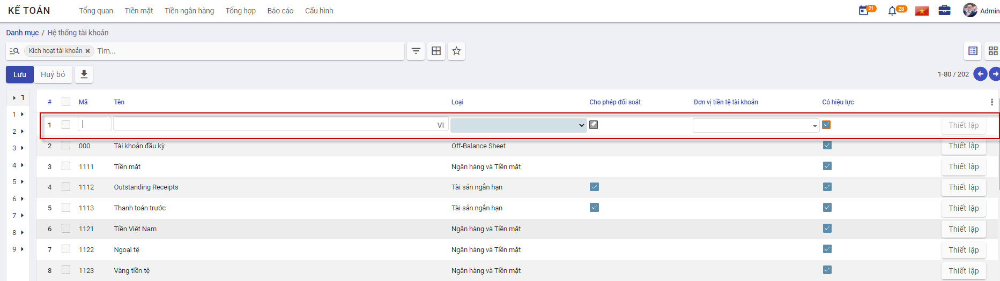 KẾ TOÁN Tổng quan Tiền mặt Tiền ngân hàng Tổng hợp Báo cáo Cấu hình 21 28 Admin
Danh mục / Hệ thống tài khoản
Kích hoạt tài khoản × Tìm...
Lưu Huỷ bỏ 1-80 / 202
1
1
2
3
4
5
6
7
8
9
# Mã Tên Loại Cho phép đối soát Đơn vị tiền tệ tài khoản Có hiệu lực
1 VI Thiết lập
2 000 Tài khoản đầu kỳ Off-Balance Sheet Thiết lập
3 1111 Tiền mặt Ngân hàng và Tiền mặt Thiết lập
4 1112 Outstanding Receipts Tài sản ngắn hạn Thiết lập
5 1113 Thanh toán trước Tài sản ngắn hạn Thiết lập
6 1121 Tiền Việt Nam Ngân hàng và Tiền mặt Thiết lập
7 1122 Ngoại tệ Ngân hàng và Tiền mặt Thiết lập
8 1123 Vàng tiền tệ Ngân hàng và Tiền mặt Thiết lập